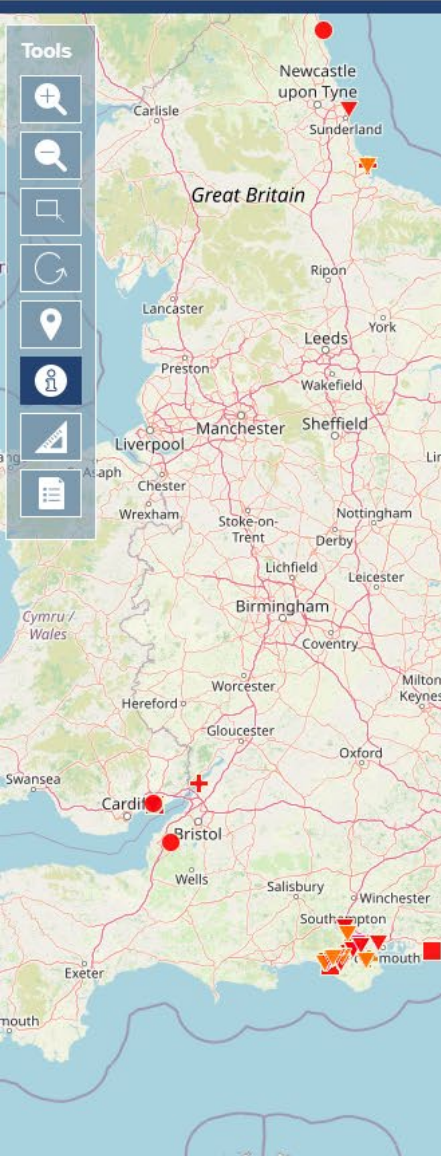 Tools
Newcastle
upon Tyne
Carlisle
Sunderland
Great Britain
Ripon
Lancaster
York
Leeds
Preston
Wakefield
Manchester
Sheffield
Liverpool
Asaph
Chester
Wrexham
Stoke-on-
Trent
Nottingham
Derby
Lichfield
Leicester
Birmingham
Cymru /
Wales
Coventry
Worcester
Milton
Keynes
Hereford
Gloucester
Oxford
Swansea
Bristol
Wells
Salisbury
Winchester
Southampton
mouth
Exeter
mouth